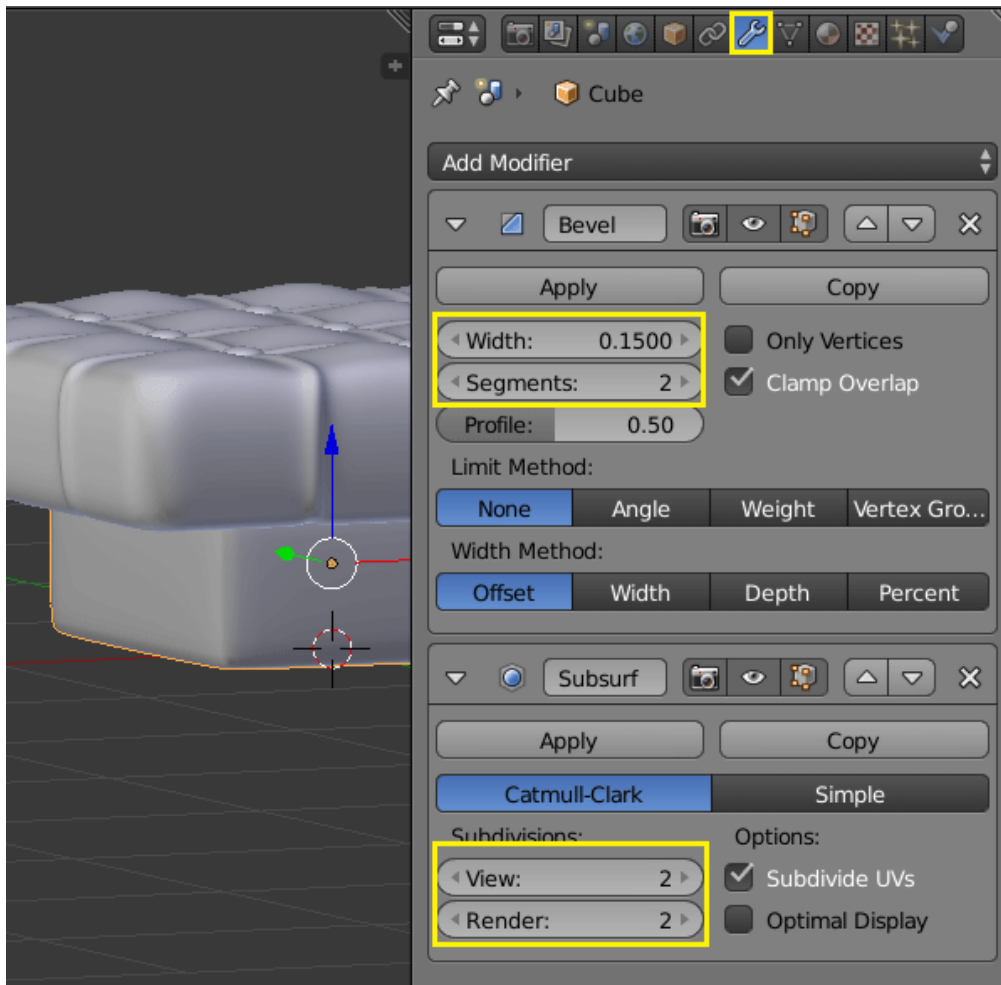 Cube
Add Modifier
Bevel
Apply Copy
Width: 0.1500 Only Vertices
Segments: 2 Clamp Overlap
Profile: 0.50
Limit Method:
None Angle Weight Vertex Gro...
Width Method:
Offset Width Depth Percent
Subsurf
Apply Copy
Catmull-Clark Simple
Subdivisions: Options:
View: 2 Subdivide UVs
Render: 2 Optimal Display